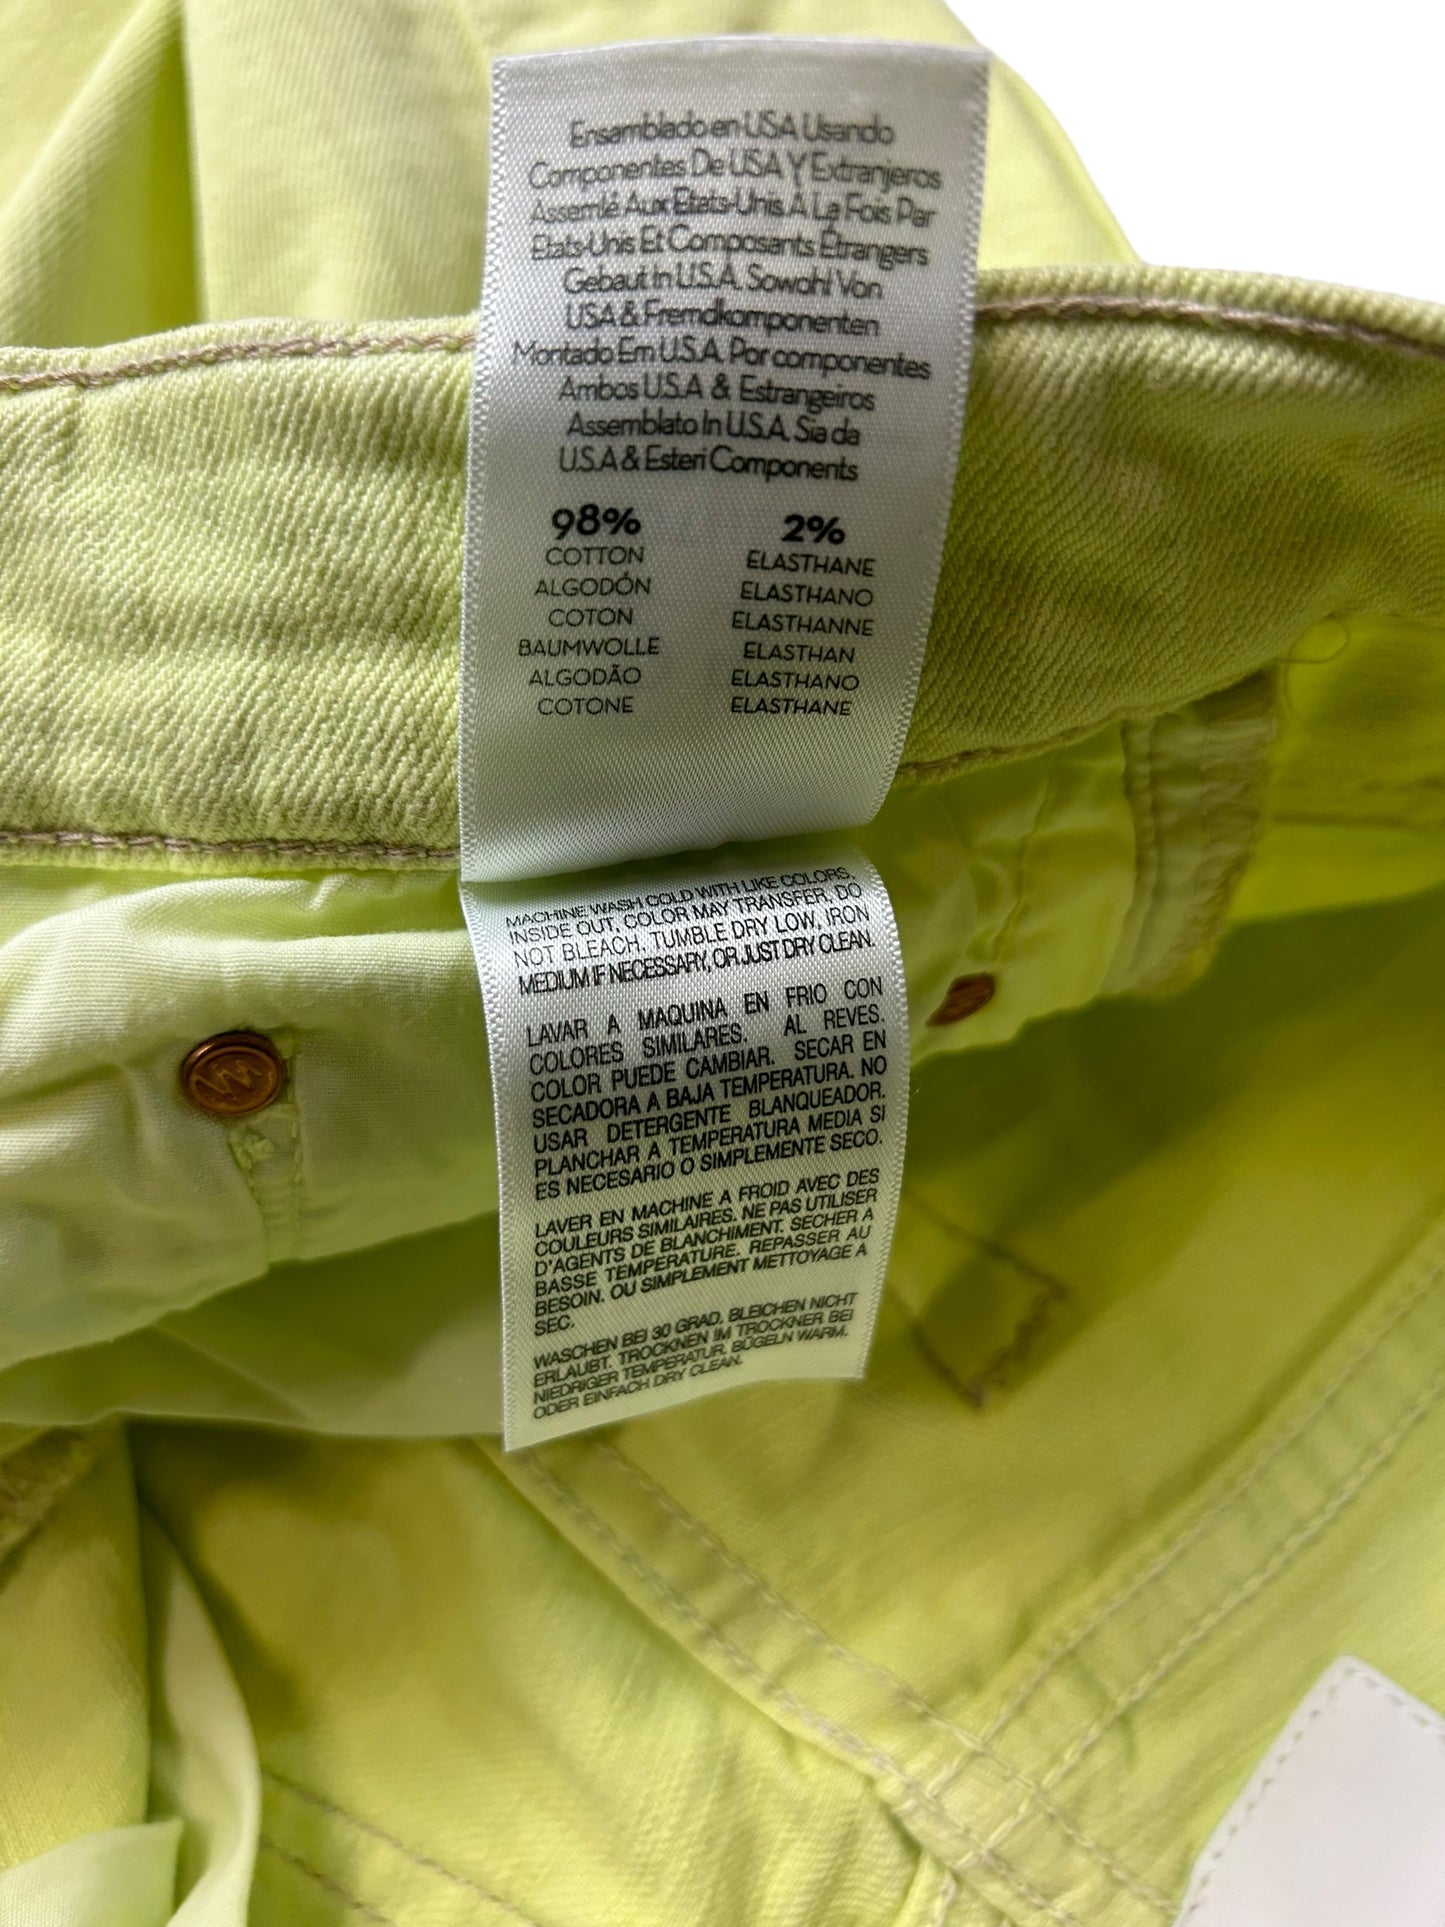 Ensamblado en USA Usando
Componentes De USA Y Extranjeros
Assemlé Aux Etats-Unis À La Fois Par
Etats-Unis Et Composants Étrangers
Gebaut In U.S.A. Sowohl Von
USA & Fremdkomponenten
Montado Em U.S.A. Por componentes
Ambos U.S.A & Estrangeiros
Assemblato In U.S.A. Sia da
U.S.A & Esteri Components
98% 2%
COTTON ELASTHANE
ALGODÓN ELASTHANO
COTON ELASTHANNE
BAUMWOLLE ELASTHAN
ALGODÃO ELASTHANO
COTONE ELASTHANE
MACHINE WASH COLD WITH LIKE COLORS,
INSIDE OUT, COLOR MAY TRANSFER, DO
NOT BLEACH. TUMBLE DRY LOW, IRON
MEDIUM IF NECESSARY, OR JUST DRY CLEAN.
LAVAR A MAQUINA EN FRIO CON
COLORES SIMILARES. AL REVES.
COLOR PUEDE CAMBIAR. SECAR EN
SECADORA A BAJA TEMPERATURA. NO
USAR DETERGENTE BLANQUEADOR.
PLANCHAR A TEMPERATURA MEDIA SI
ES NECESARIO O SIMPLEMENTE SECO.
LAVER EN MACHINE A FROID AVEC DES
COULEURS SIMILAIRES. NE PAS UTILISER
D'AGENTS DE BLANCHIMENT. SECHER A
BASSE TEMPERATURE. REPASSER AU
BESOIN. OU SIMPLEMENT METTOYAGE A
SEC.
WASCHEN BEI 30 GRAD, BLEICHEN NICHT
ERLAUBT. TROCKNEN IM TROCKNER BEI
NIEDRIGER TEMPERATUR. BÜGELN WARM.
ODER EINFACH DRY CLEAN.